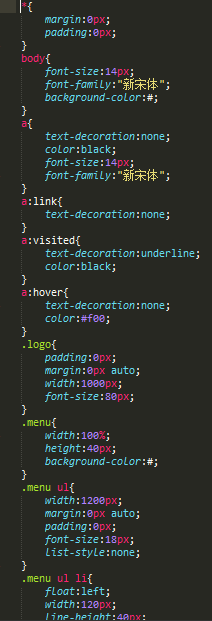 *{
margin:0px;
padding:0px;
}
body{
font-size:14px;
font-family:"新宋体";
background-color:#;
}
a{
text-decoration:none;
color:black;
font-size:14px;
font-family:"新宋体";
}
a:link{
text-decoration:none;
}
a:visited{
text-decoration:underline;
color:black;
}
a:hover{
text-decoration:none;
color:#f00;
}
.logo{
padding:0px;
margin:0px auto;
width:1000px;
font-size:80px;
}
.menu{
width:100%;
height:40px;
background-color:#;
}
.menu ul{
width:1200px;
margin:0px auto;
padding:0px;
font-size:18px;
list-style:none;
}
.menu ul li{
float:left;
width:120px;
line-height:40px;